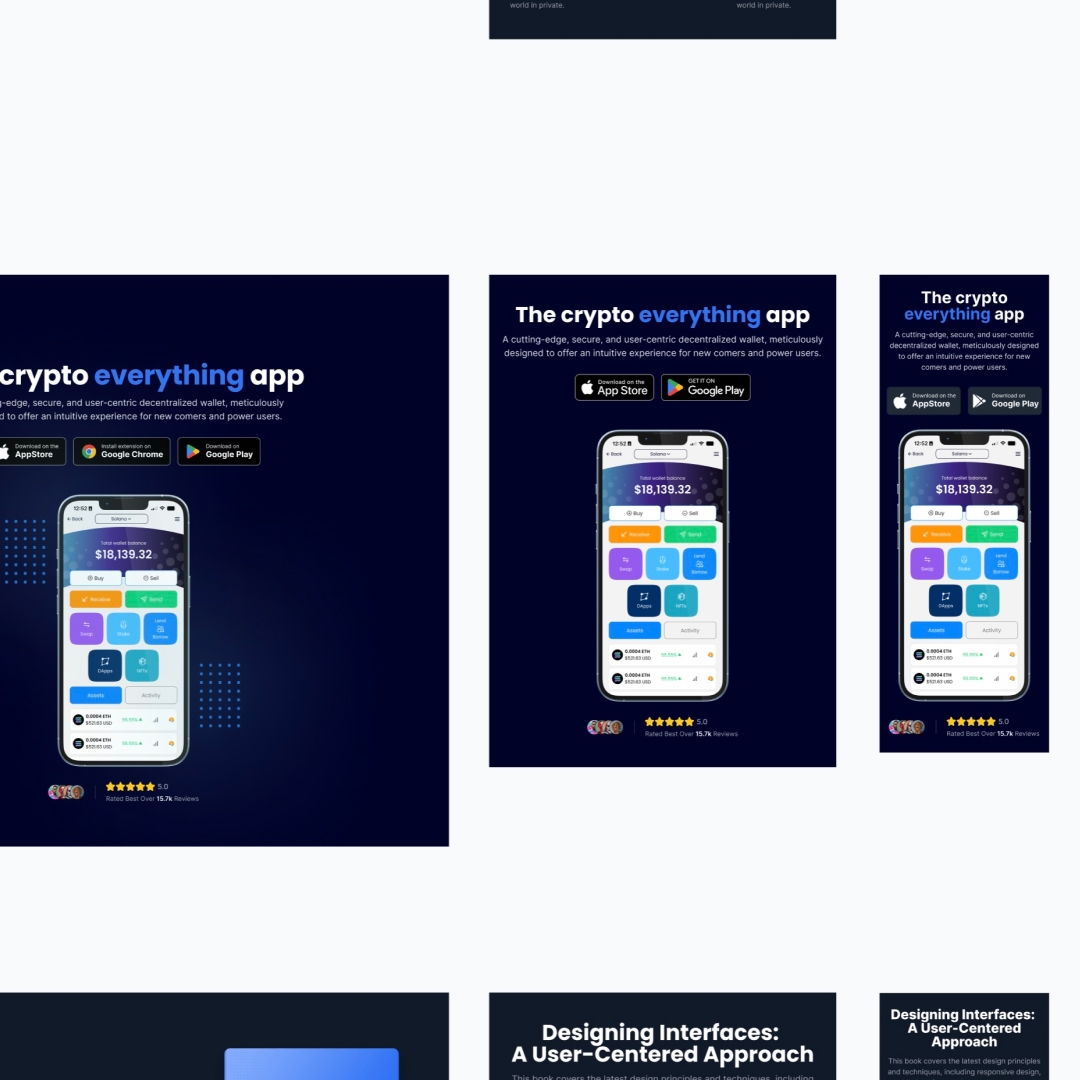 world in private.
world in private.
crypto everything app
g-edge, secure, and user-centric decentralized wallet, meticulously
d to offer an intuitive experience for new comers and power users.
Download on the
AppStore
Install extension on
Google Chrome
Download on
Google Play
12:52
Back
Solana
Total wallet balance
$18,139.32
Buy
Sell
Receive
Send
Swap
Stake
Lend
Borrow
DApps
NFTs
Assets
Activity
0.0004 ETH
$521.63 USD
99.99%
0.0004 ETH
$521.63 USD
99.99%
5.0
Rated Best Over 15.7k Reviews
The crypto everything app
A cutting-edge, secure, and user-centric decentralized wallet, meticulously
designed to offer an intuitive experience for new comers and power users.
Download on the
App Store
GET IT ON
Google Play
12:52
Back
Solana
Total wallet balance
$18,139.32
Buy
Sell
Receive
Send
Swap
Stake
Lend
Borrow
DApps
NFTs
Assets
Activity
0.0004 ETH
$521.63 USD
99.99%
0.0004 ETH
$521.63 USD
99.99%
5.0
Rated Best Over 15.7k Reviews
The crypto
everything app
A cutting-edge, secure, and user-centric
decentralized wallet, meticulously designed
to offer an intuitive experience for new
comers and power users.
Download on the
AppStore
Download on
Google Play
12:52
Back
Solana
Total wallet balance
$18,139.32
Buy
Sell
Receive
Send
Swap
Stake
Lend
Borrow
DApps
NFTs
Assets
Activity
0.0004 ETH
$521.63 USD
99.99%
0.0004 ETH
$521.63 USD
99.99%
5.0
Rated Best Over 15.7k Reviews
Designing Interfaces:
A User-Centered Approach
This book covers the latest design principles and techniques, including
Designing Interfaces:
A User-Centered
Approach
This book covers the latest design principles
and techniques, including responsive design,